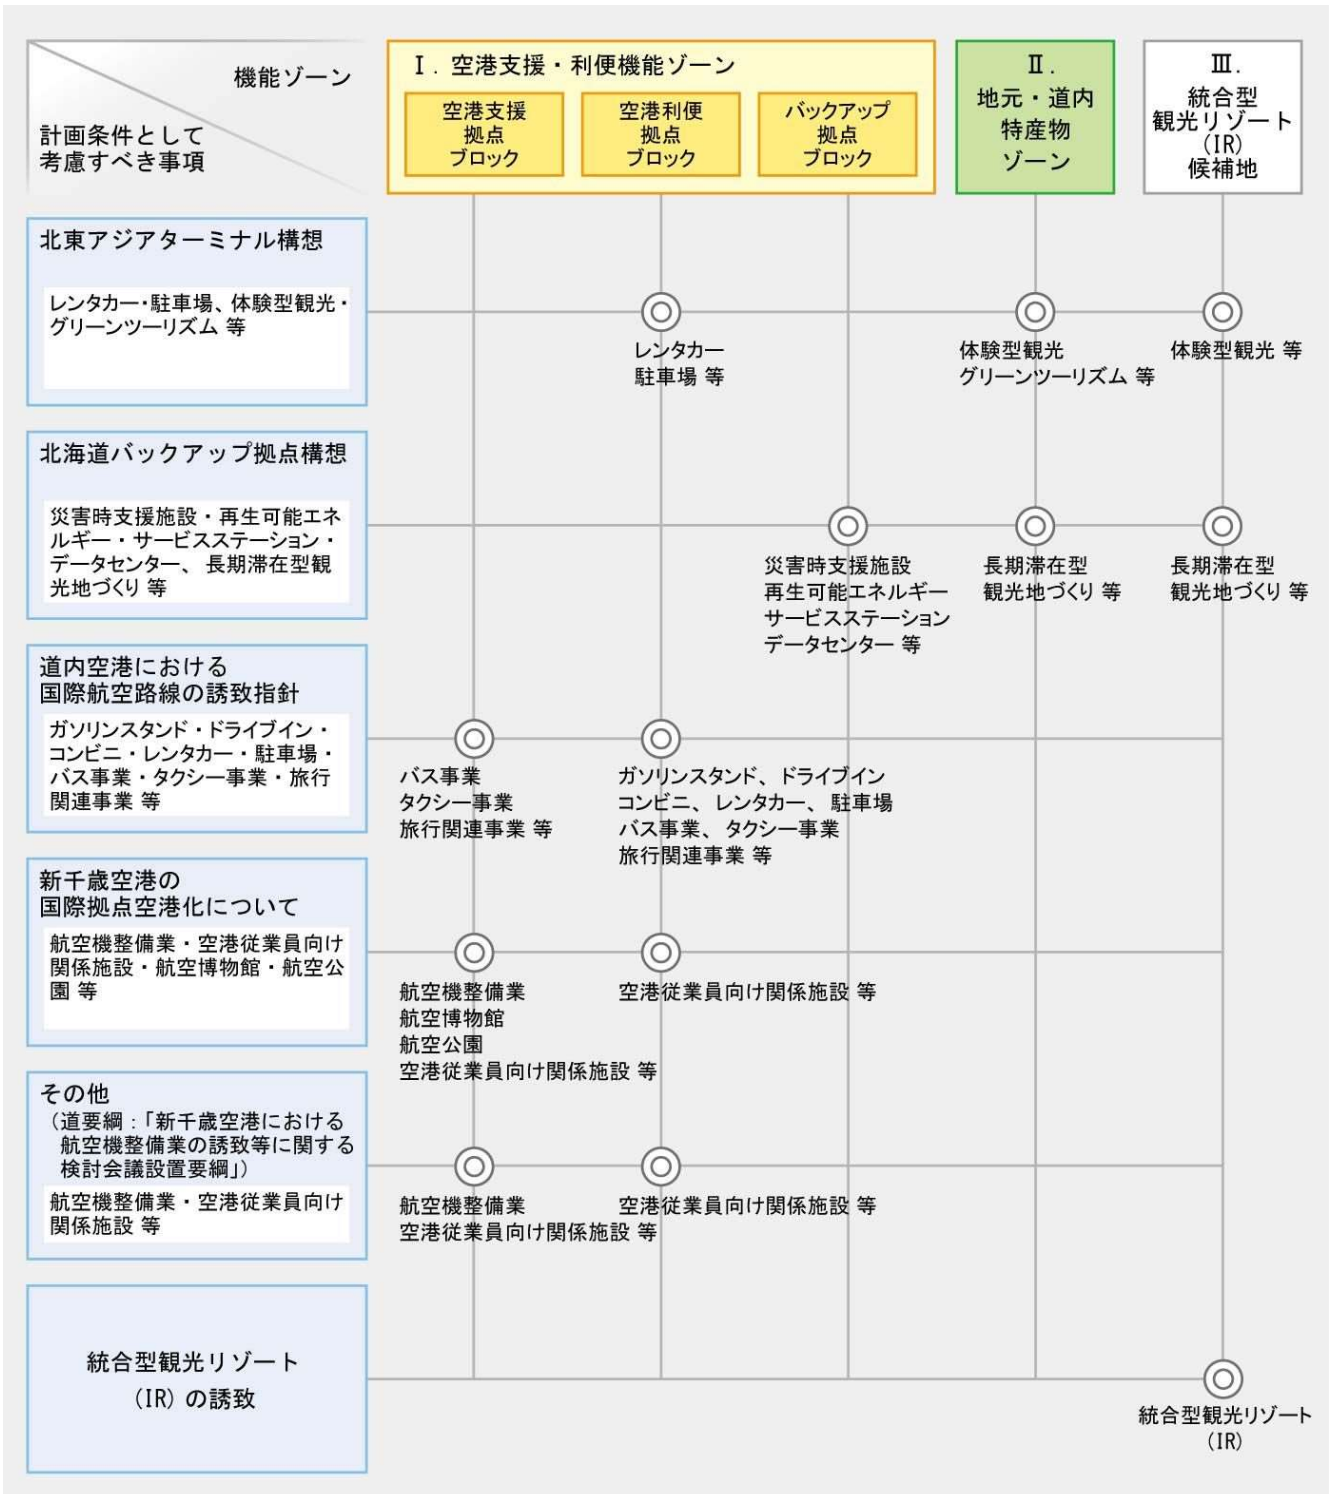 機能ゾーン
計画条件として
考慮すべき事項
Ⅰ. 空港支援・利便機能ゾーン
空港支援
拠点
ブロック
空港利便
拠点
ブロック
バックアップ
拠点
ブロック
Ⅱ.
地元・道内
特産物
ゾーン
Ⅲ.
統合型
観光リゾート
(IR)
候補地
北東アジアターミナル構想
レンタカー・駐車場、体験型観光・
グリーンツーリズム 等
レンタカー
駐車場 等
体験型観光
グリーンツーリズム 等
体験型観光 等
北海道バックアップ拠点構想
災害時支援施設・再生可能エネ
ルギー・サービスステーション・
データセンター、長期滞在型観
光地づくり 等
災害時支援施設
再生可能エネルギー
サービスステーション
データセンター 等
長期滞在型
観光地づくり 等
長期滞在型
観光地づくり 等
道内空港における
国際航空路線の誘致指針
ガソリンスタンド・ドライブイン・
コンビニ・レンタカー・駐車場・
バス事業・タクシー事業・旅行
関連事業 等
バス事業
タクシー事業
旅行関連事業 等
ガソリンスタンド、ドライブイン
コンビニ、レンタカー、駐車場
バス事業、タクシー事業
旅行関連事業 等
新千歳空港の
国際拠点空港化について
航空機整備業・空港従業員向け
関係施設・航空博物館・航空公
園 等
航空機整備業
航空博物館
航空公園
空港従業員向け関係施設 等
空港従業員向け関係施設 等
その他
（道要綱：「新千歳空港における
航空機整備業の誘致等に関する
検討会議設置要綱」）
航空機整備業・空港従業員向け
関係施設 等
航空機整備業
空港従業員向け関係施設 等
空港従業員向け関係施設 等
統合型観光リゾート
(IR) の誘致
統合型観光リゾート
(IR)